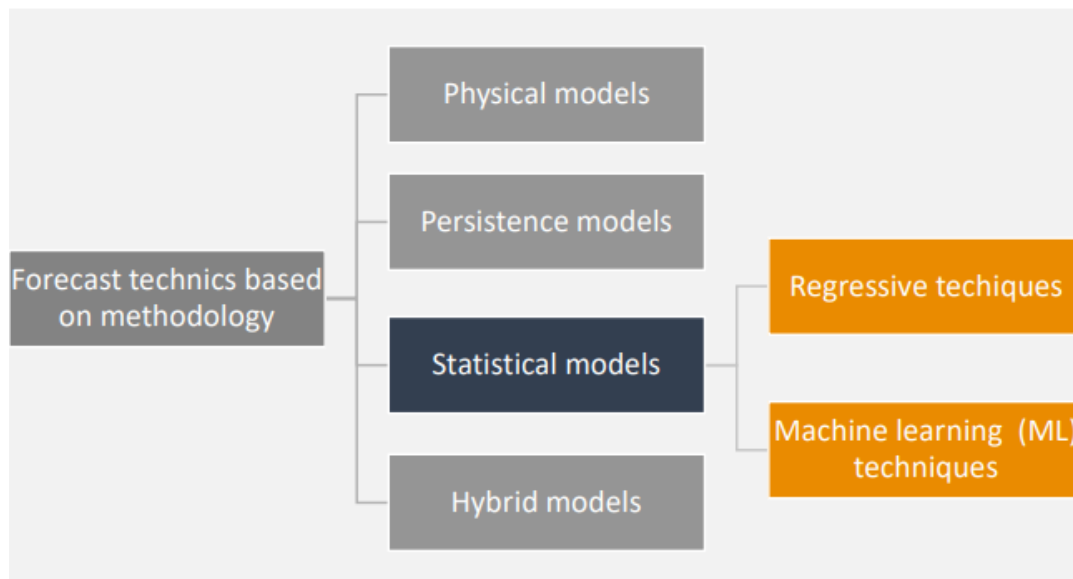 Physical models
Persistence models
Forecast technics based
on methodology
Regressive techiques
Statistical models
Machine learning (ML)
techniques
Hybrid models